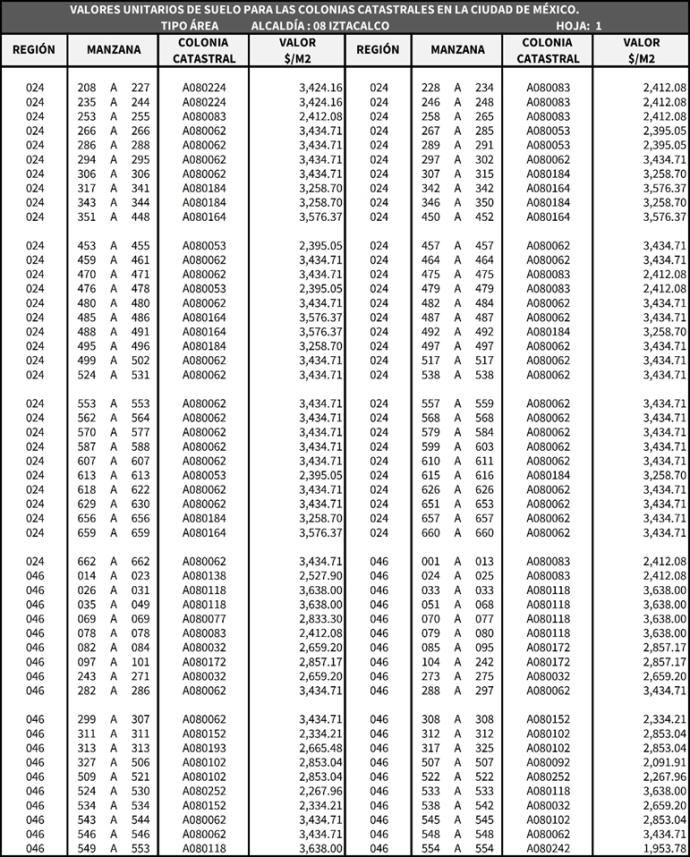 VALORES UNITARIOS DE SUELO PARA LAS COLONIAS CATASTRALES EN LA CIUDAD DE MÉXICO.
TIPO ÁREA ALCALDÍA : 08 IZTACALCO HOJA: 1
REGIÓN MANZANA COLONIA CATASTRAL VALOR $/M2 REGIÓN MANZANA COLONIA CATASTRAL VALOR $/M2
024 208 A 227 A080224 3,424.16 024 228 A 234 A080083 2,412.08
024 235 A 244 A080224 3,424.16 024 246 A 248 A080083 2,412.08
024 253 A 255 A080083 2,412.08 024 258 A 265 A080083 2,412.08
024 266 A 266 A080062 3,434.71 024 267 A 285 A080053 2,395.05
024 286 A 288 A080062 3,434.71 024 289 A 291 A080053 2,395.05
024 294 A 295 A080062 3,434.71 024 297 A 302 A080062 3,434.71
024 306 A 306 A080062 3,434.71 024 307 A 315 A080184 3,258.70
024 317 A 341 A080184 3,258.70 024 342 A 342 A080164 3,576.37
024 343 A 344 A080184 3,258.70 024 346 A 350 A080184 3,258.70
024 351 A 448 A080164 3,576.37 024 450 A 452 A080164 3,576.37
024 453 A 455 A080053 2,395.05 024 457 A 457 A080062 3,434.71
024 459 A 461 A080062 3,434.71 024 464 A 464 A080062 3,434.71
024 470 A 471 A080062 3,434.71 024 475 A 475 A080083 2,412.08
024 476 A 478 A080053 2,395.05 024 479 A 479 A080083 2,412.08
024 480 A 480 A080062 3,434.71 024 482 A 484 A080062 3,434.71
024 485 A 486 A080164 3,576.37 024 487 A 487 A080062 3,434.71
024 488 A 491 A080164 3,576.37 024 492 A 492 A080184 3,258.70
024 495 A 496 A080184 3,258.70 024 497 A 497 A080062 3,434.71
024 499 A 502 A080062 3,434.71 024 517 A 517 A080062 3,434.71
024 524 A 531 A080062 3,434.71 024 538 A 538 A080062 3,434.71
024 553 A 553 A080062 3,434.71 024 557 A 559 A080062 3,434.71
024 562 A 564 A080062 3,434.71 024 568 A 568 A080062 3,434.71
024 570 A 577 A080062 3,434.71 024 579 A 584 A080062 3,434.71
024 587 A 588 A080062 3,434.71 024 599 A 603 A080062 3,434.71
024 607 A 607 A080062 3,434.71 024 610 A 611 A080062 3,434.71
024 613 A 613 A080053 2,395.05 024 615 A 616 A080184 3,258.70
024 618 A 622 A080062 3,434.71 024 626 A 626 A080062 3,434.71
024 629 A 630 A080062 3,434.71 024 651 A 653 A080062 3,434.71
024 656 A 656 A080184 3,258.70 024 657 A 657 A080062 3,434.71
024 659 A 659 A080164 3,576.37 024 660 A 660 A080062 3,434.71
024 662 A 662 A080062 3,434.71 046 001 A 013 A080083 2,412.08
046 014 A 023 A080138 2,527.90 046 024 A 025 A080083 2,412.08
046 026 A 031 A080118 3,638.00 046 033 A 033 A080118 3,638.00
046 035 A 049 A080118 3,638.00 046 051 A 068 A080118 3,638.00
046 069 A 069 A080077 2,833.30 046 070 A 077 A080118 3,638.00
046 078 A 078 A080083 2,412.08 046 079 A 080 A080118 3,638.00
046 082 A 084 A080032 2,659.20 046 085 A 095 A080172 2,857.17
046 097 A 101 A080172 2,857.17 046 104 A 242 A080172 2,857.17
046 243 A 271 A080032 2,659.20 046 273 A 275 A080032 2,659.20
046 282 A 286 A080062 3,434.71 046 288 A 297 A080062 3,434.71
046 299 A 307 A080062 3,434.71 046 308 A 308 A080152 2,334.21
046 311 A 311 A080152 2,334.21 046 312 A 312 A080102 2,853.04
046 313 A 313 A080193 2,665.48 046 317 A 325 A080102 2,853.04
046 327 A 506 A080102 2,853.04 046 507 A 507 A080092 2,091.91
046 509 A 521 A080102 2,853.04 046 522 A 522 A080252 2,267.96
046 524 A 530 A080252 2,267.96 046 533 A 533 A080118 3,638.00
046 534 A 534 A080152 2,334.21 046 538 A 542 A080032 2,659.20
046 543 A 544 A080062 3,434.71 046 545 A 545 A080102 2,853.04
046 546 A 546 A080062 3,434.71 046 548 A 548 A080062 3,434.71
046 549 A 553 A080118 3,638.00 046 554 A 554 A080242 1,953.78